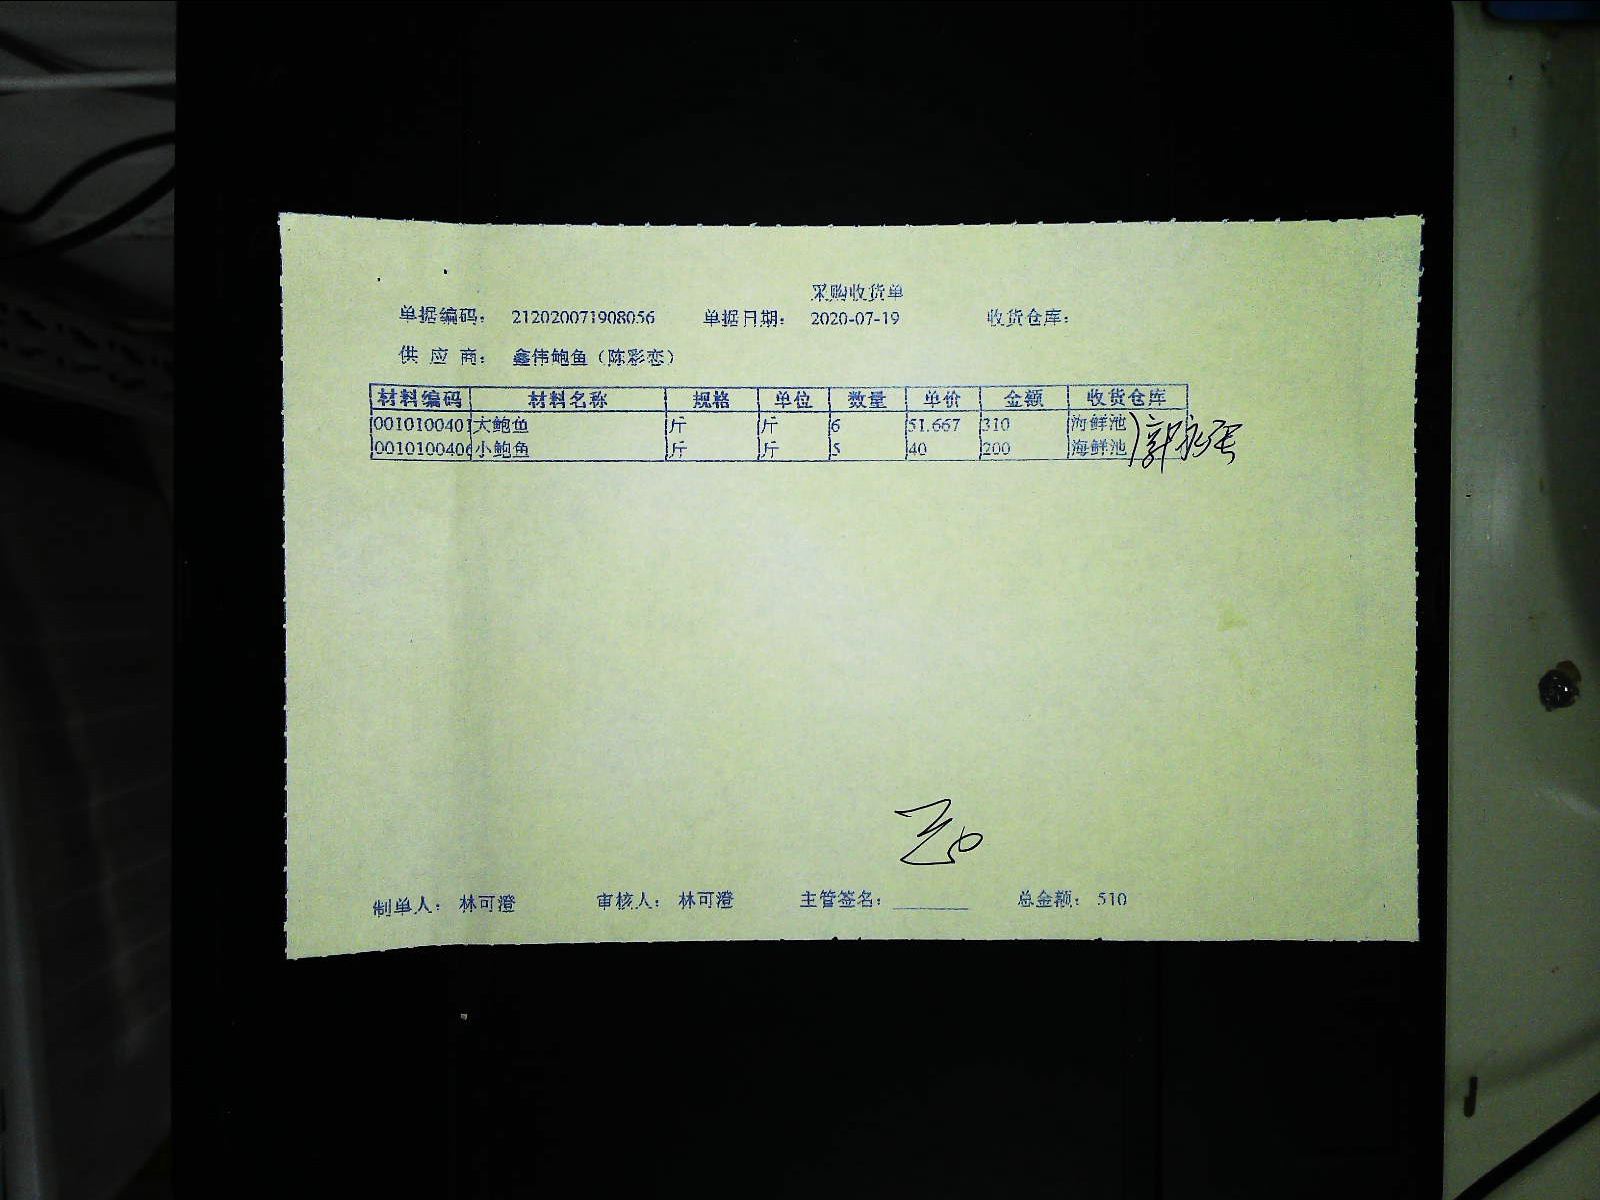 采购收货单
单据编码： 212020071908056 单据日期： 2020-07-19 收货仓库：
供 应 商： 鑫伟鲍鱼（陈彩恋）
材料编码 材料名称 规格 单位 数量 单价 金额 收货仓库
0010100401 大鲍鱼 斤 斤 6 51.667 310 海鲜池
0010100406 小鲍鱼 斤 斤 5 40 200 海鲜池
制单人： 林可澄 审核人： 林可澄 主管签名： 总金额： 510